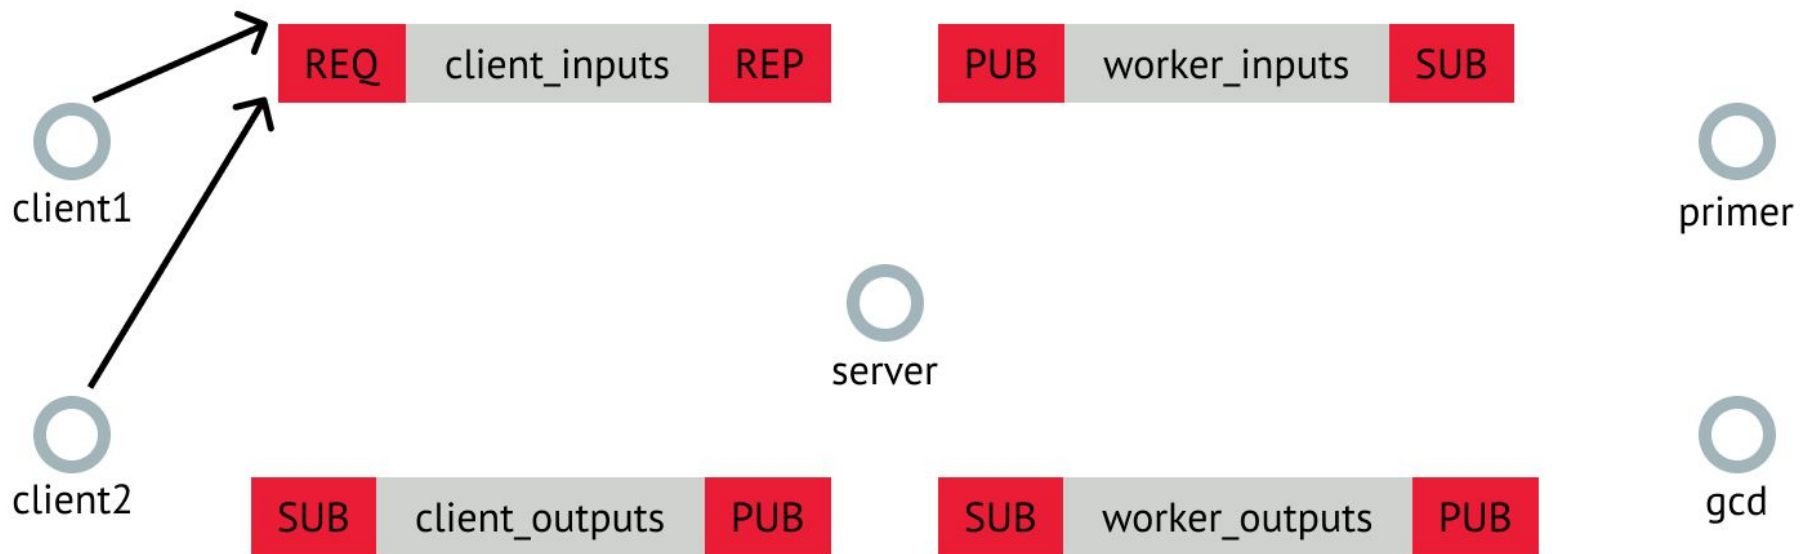 REQ client_inputs REP
PUB worker_inputs SUB
client1
primer
server
client2
gcd
SUB client_outputs PUB
SUB worker_outputs PUB